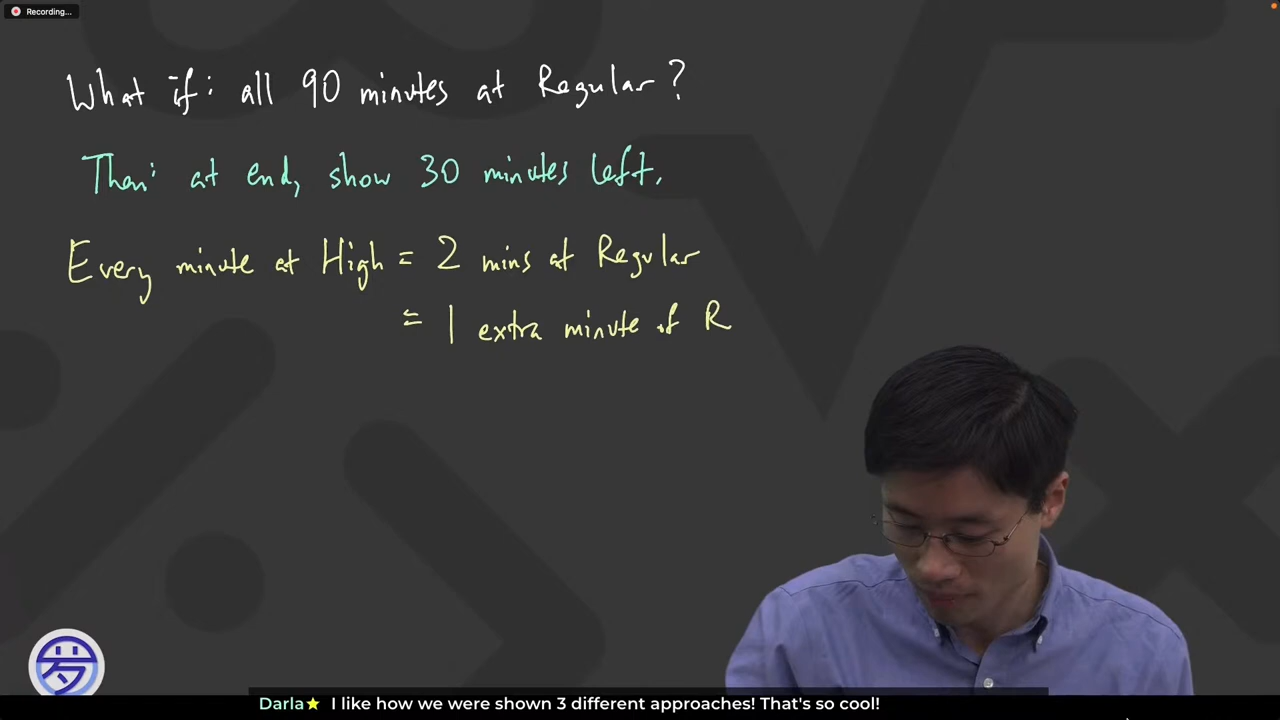 Recording...
What if: all 90 minutes at Regular?
Then: at end, show 30 minutes left.
Every minute at High = 2 mins at Regular
= 1 extra minute of R
Darla⭐ I like how we were shown 3 different approaches! That's so cool!